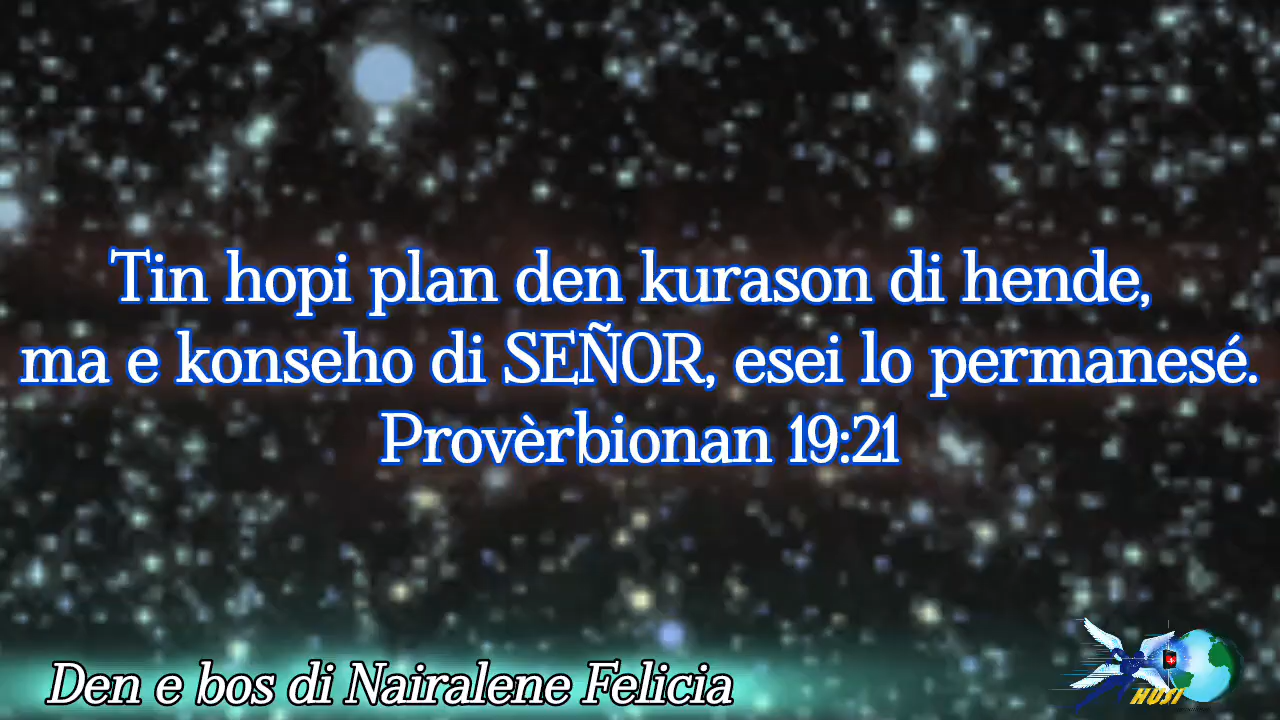 Tin hopi plan den kurason di hende,
ma e konseho di SEÑOR, esei lo permanesé.
Provèrbionan 19:21
Den e bos di Nairalene Felicia
HUSI